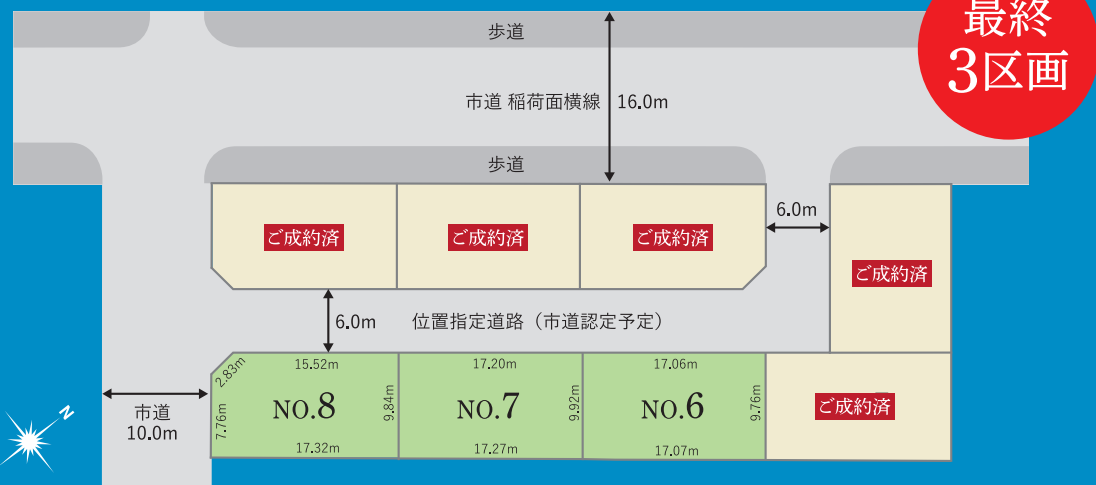 最終
3区画
歩道
市道 稲荷面横線
16.0m
歩道
6.0m
ご成約済
ご成約済
ご成約済
ご成約済
6.0m
位置指定道路（市道認定予定）
2.83m
15.52m
17.20m
17.06m
市道
10.0m
7.76m
NO.8
9.84m
NO.7
9.92m
NO.6
9.76m
ご成約済
17.32m
17.27m
17.07m
N